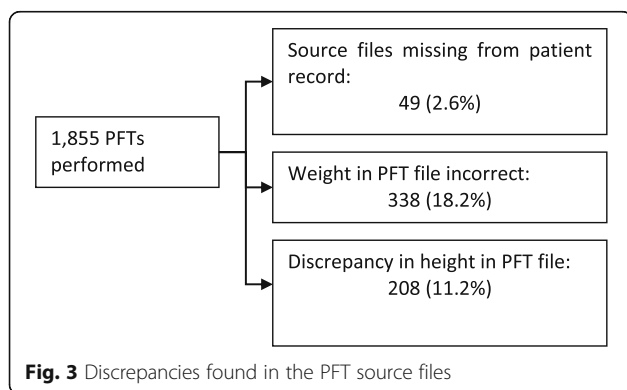 Source files missing from patient
record:
49 (2.6%)
1,855 PFTs
performed
Weight in PFT file incorrect:
338 (18.2%)
Discrepancy in height in PFT file:
208 (11.2%)
Fig. 3 Discrepancies found in the PFT source files